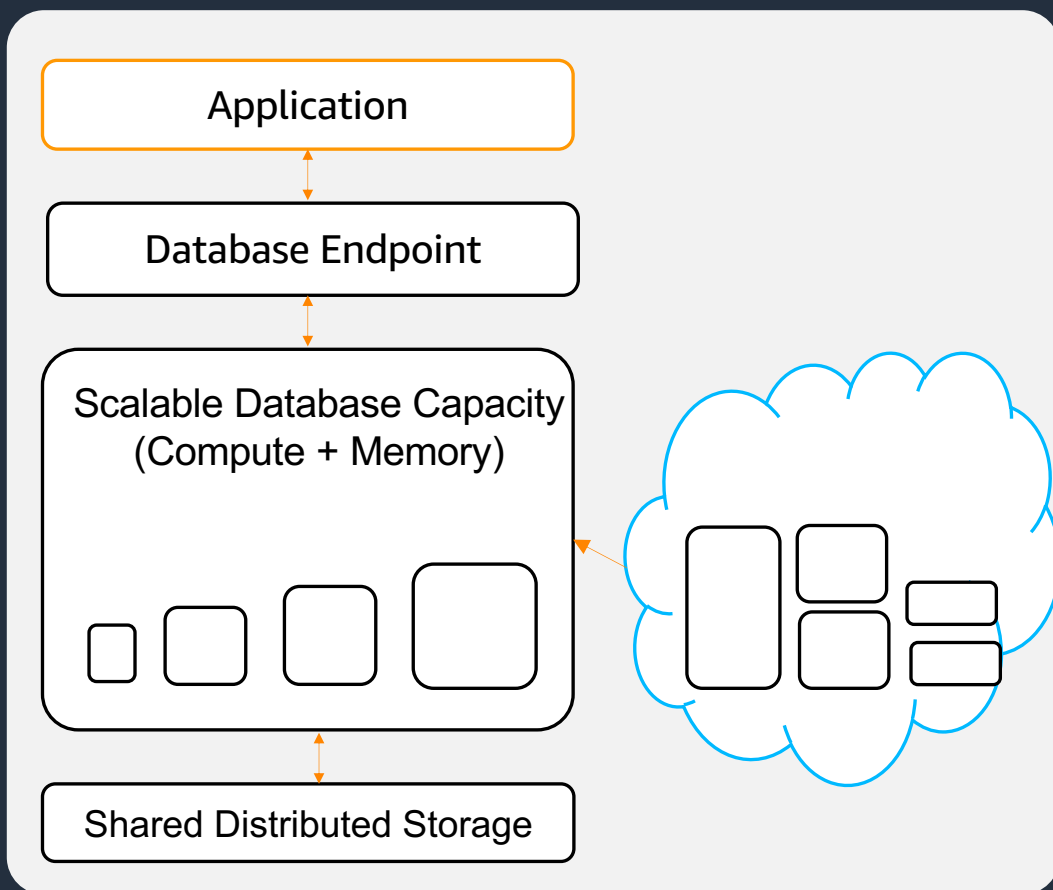 Application
Database Endpoint
Scalable Database Capacity
(Compute + Memory)
Shared Distributed Storage